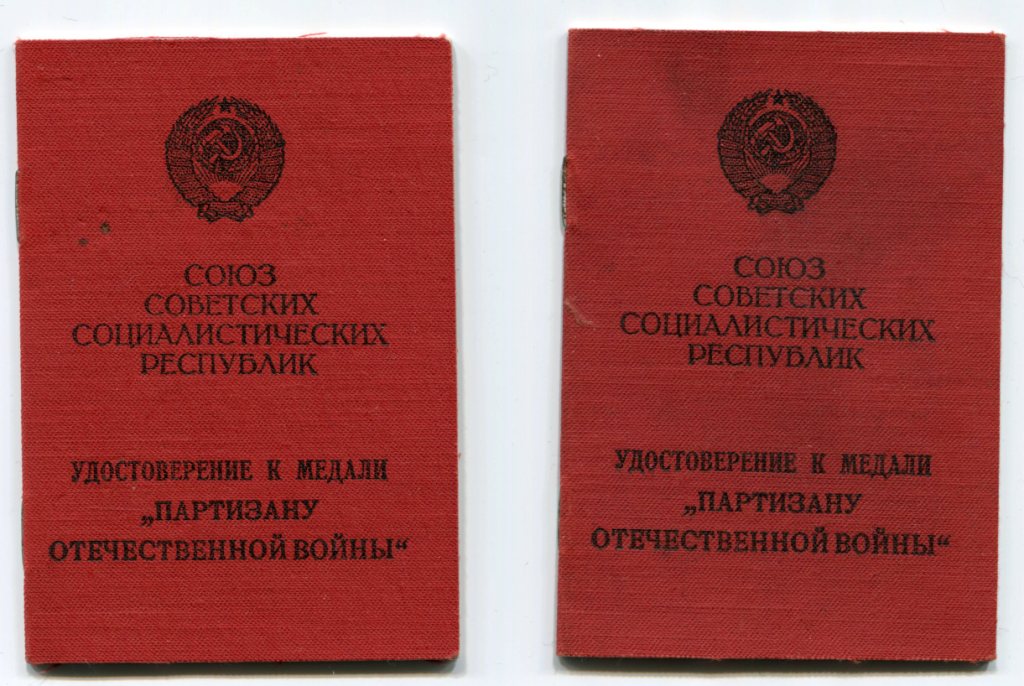 СОЮЗ
СОВЕТСКИХ
СОЦИАЛИСТИЧЕСКИХ
РЕСПУБЛИК
УДОСТОВЕРЕНИЕ К МЕДАЛИ
„ПАРТИЗАНУ
ОТЕЧЕСТВЕННОЙ ВОЙНЫ“
СОЮЗ
СОВЕТСКИХ
СОЦИАЛИСТИЧЕСКИХ
РЕСПУБЛИК
УДОСТОВЕРЕНИЕ К МЕДАЛИ
„ПАРТИЗАНУ
ОТЕЧЕСТВЕННОЙ ВОЙНЫ“